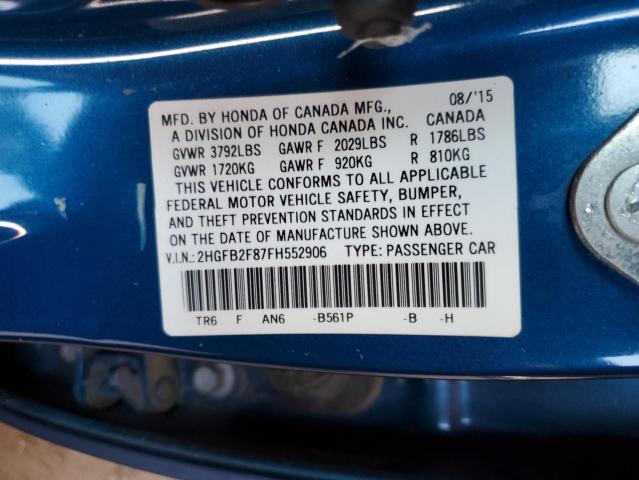 MFD. BY HONDA OF CANADA MFG., 08/'15
A DIVISION OF HONDA CANADA INC. CANADA
GVWR 3792LBS GAWR F 2029LBS R 1786LBS
GVWR 1720KG GAWR F 920KG R 810KG
THIS VEHICLE CONFORMS TO ALL APPLICABLE
FEDERAL MOTOR VEHICLE SAFETY, BUMPER,
AND THEFT PREVENTION STANDARDS IN EFFECT
ON THE DATE OF MANUFACTURE SHOWN ABOVE.
V.I.N.: 2HGFB2F87FH552906 TYPE: PASSENGER CAR
TR6 F AN6 -B561P -B -H